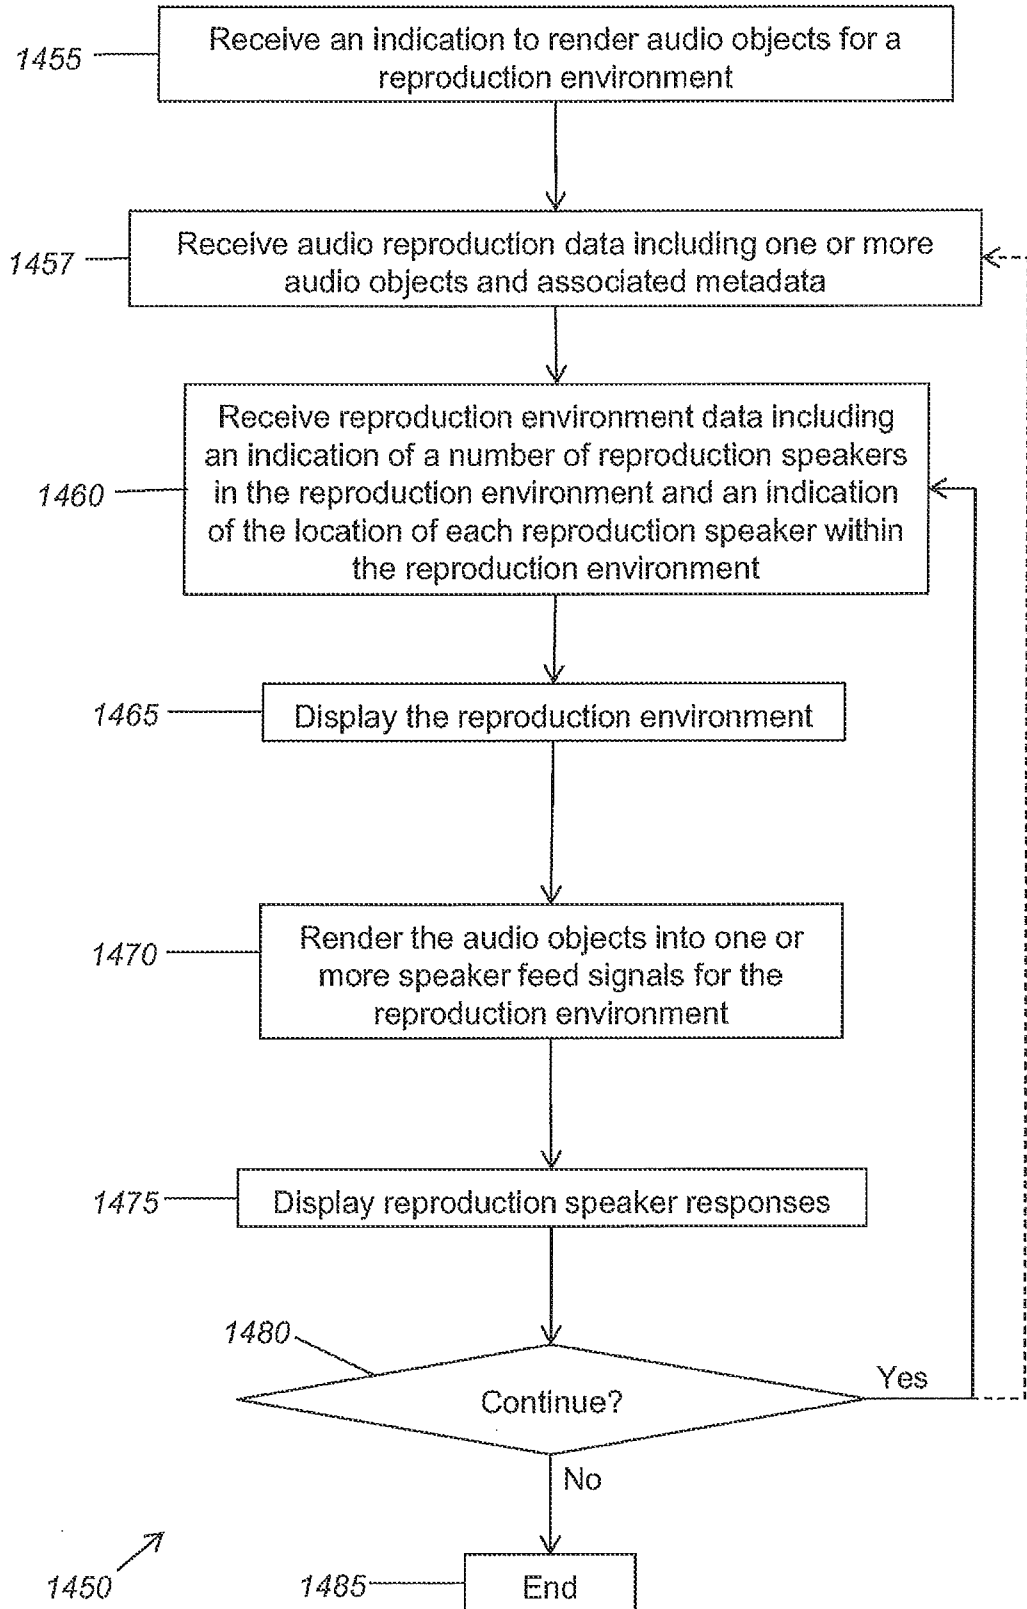 1455
Receive an indication to render audio objects for a
reproduction environment
1457
Receive audio reproduction data including one or more
audio objects and associated metadata
1460
Receive reproduction environment data including
an indication of a number of reproduction speakers
in the reproduction environment and an indication
of the location of each reproduction speaker within
the reproduction environment
1465
Display the reproduction environment
1470
Render the audio objects into one or
more speaker feed signals for the
reproduction environment
1475
Display reproduction speaker responses
1480
Continue?
Yes
No
1450
1485
End